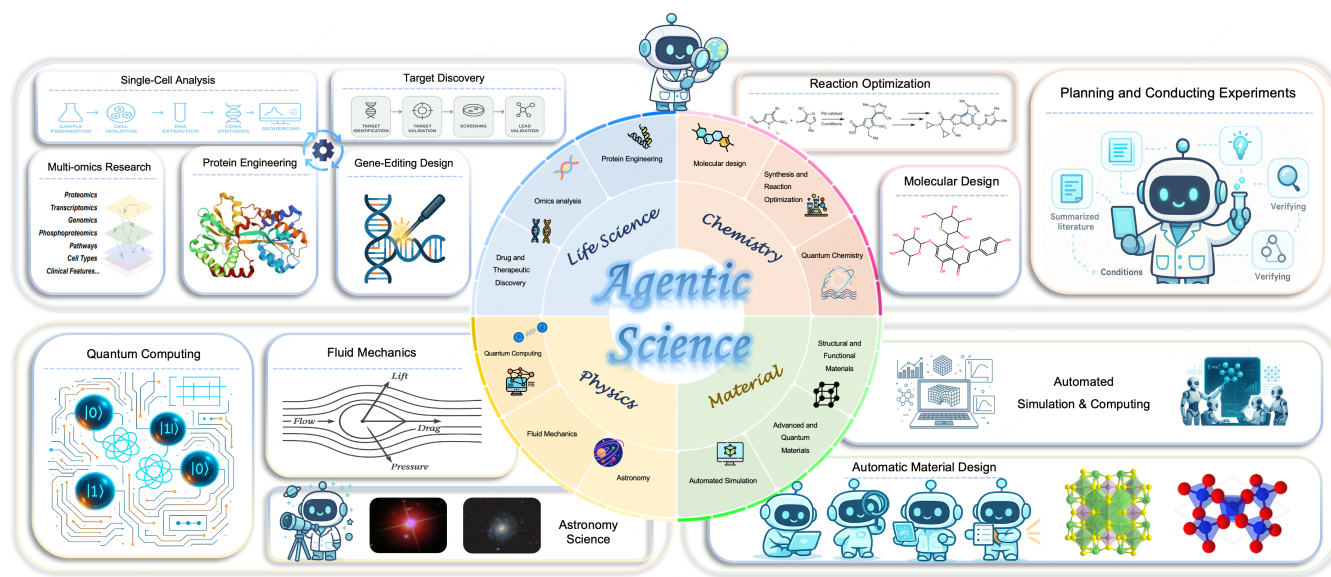 Single-Cell Analysis
SAMPLE
PREPARATION
CELL
ISOLATION
RNA
EXTRACTION
CDNA
SYNTHESIS
SEQUENCING
Target Discovery
TARGET
IDENTIFICATION
TARGET
VALIDATION
SCREENING
LEAD
VALIDATION
Multi-omics Research
Proteomics
Transcriptomics
Genomics
Phosphoproteomics
Pathways
Cell Types
Clinical Features...
Protein Engineering
Gene-Editing Design
Reaction Optimization
Pd catalyst
Conditions
Molecular Design
Planning and Conducting Experiments
Summarized
literature
Conditions
Verifying
Verifying
Agentic
Science
Life Science
Protein Engineering
Omics analysis
Drug and
Therapeutic
Discovery
Chemistry
Molecular design
Synthesis and
Reaction
Optimization
Quantum Chemistry
Physics
Quantum Computing
Fluid Mechanics
Astronomy
Material
Structural and
Functional
Materials
Advanced and
Quantum
Materials
Automated Simulation
Quantum Computing
|0⟩
|1|⟩
|0⟩
|1⟩
Fluid Mechanics
Lift
Flow
Drag
Pressure
Astronomy
Science
Automated
Simulation & Computing
Automatic Material Design